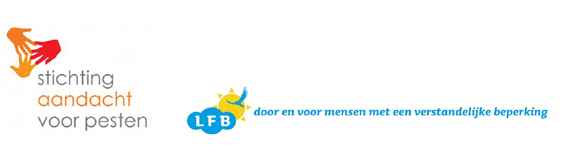 stichting
aandacht
voor pesten
LFB door en voor mensen met een verstandelijke beperking